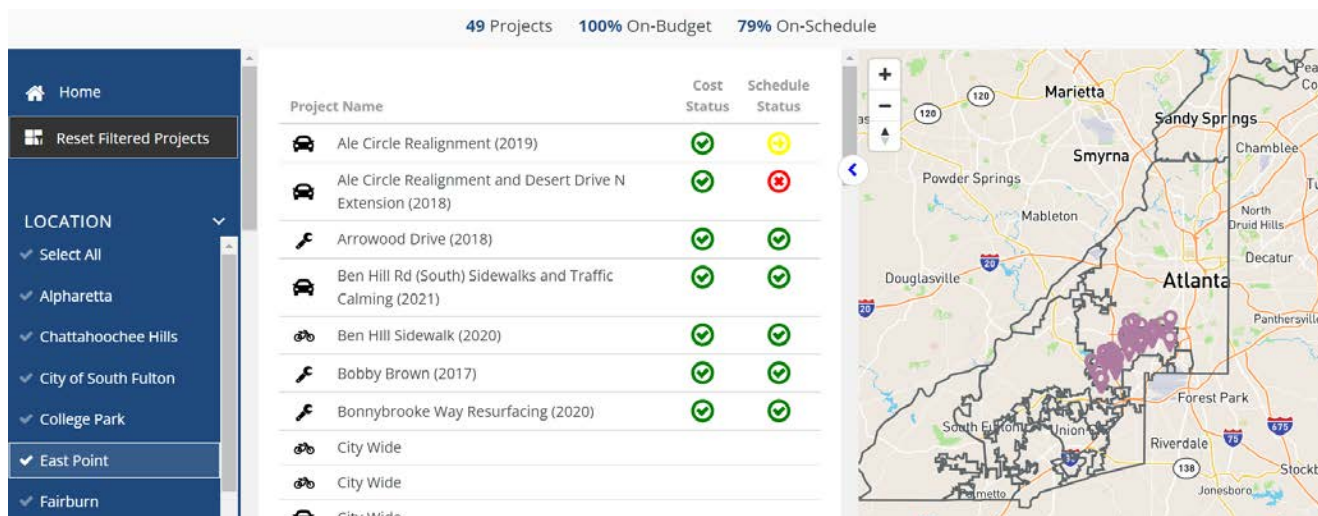 49 Projects 100% On-Budget 79% On-Schedule
Home
Reset Filtered Projects
LOCATION
Select All
Alpharetta
Chattahoochee Hills
City of South Fulton
College Park
East Point
Fairburn
Project Name
Cost Status
Schedule Status
Ale Circle Realignment (2019)
Ale Circle Realignment and Desert Drive N
Extension (2018)
Arrowood Drive (2018)
Ben Hill Rd (South) Sidewalks and Traffic
Calming (2021)
Ben Hill Sidewalk (2020)
Bobby Brown (2017)
Bonnybrooke Way Resurfacing (2020)
City Wide
City Wide
City Wide
120
120
Marietta
Sandy Springs
Chamblee
Smyrna
Powder Springs
North
Druid Hills
Mableton
Decatur
20
Douglasville
Atlanta
20
Panthersville
Forest Park
South Fulton
Union
675
75
Riverdale
138
Palmetto
Jonesboro